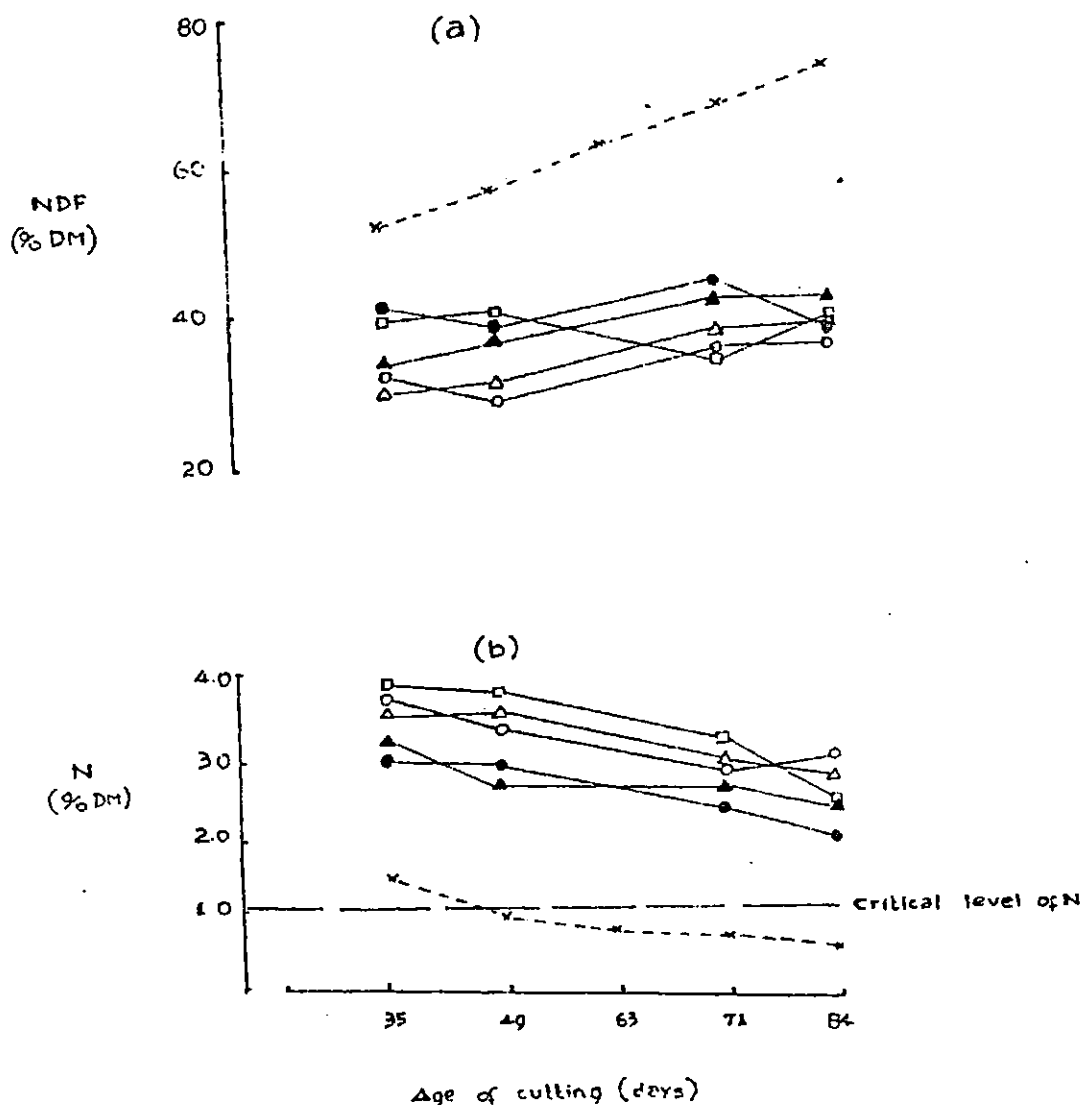 (a)
80
60
NDF
(% DM)
40
20
(b)
4.0
3.0
N
(% DM)
2.0
1.0
Critical level of N
35 49 63 71 84
Age of cutting (days)